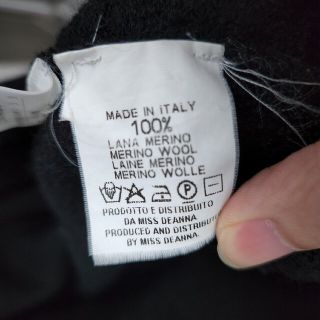 MADE IN ITALY
100%
LANA MERINO
MERINO WOOL
LAINE MERINO
MERINO WOLLE
P
PRODOTTO E DISTRIBUITO
DA MISS DEANNA
PRODUCED AND DISTRIBUTED
BY MISS DEANNA.